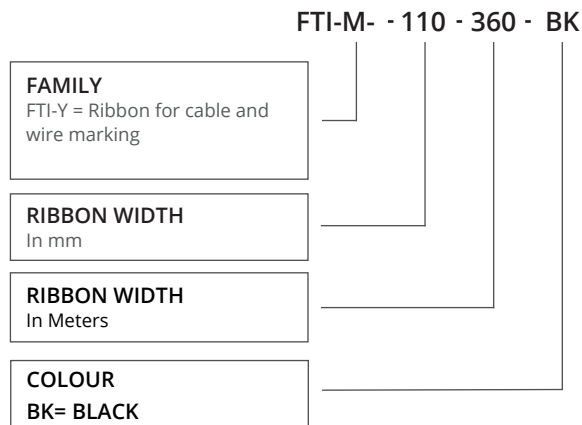 FTI-M- - 110 - 360 - BK
FAMILY
FTI-Y = Ribbon for cable and
wire marking
RIBBON WIDTH
In mm
RIBBON WIDTH
In Meters
COLOUR
BK= BLACK